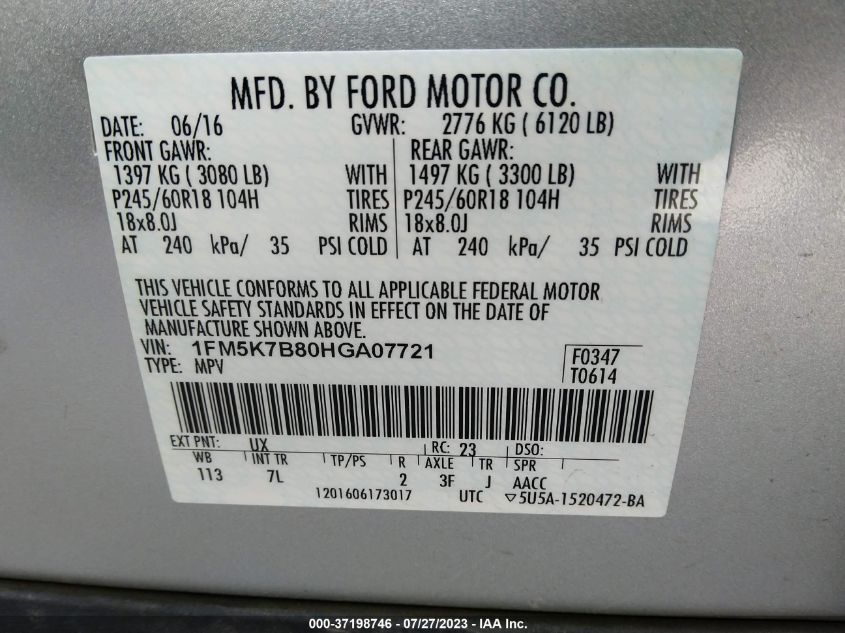 MFD. BY FORD MOTOR CO.
DATE: 06/16 GVWR: 2776 KG ( 6120 LB)
FRONT GAWR: REAR GAWR:
1397 KG ( 3080 LB) WITH 1497 KG ( 3300 LB) WITH
P245/60R18 104H TIRES P245/60R18 104H TIRES
18x8.0J RIMS 18x8.0J RIMS
AT 240 kPa/ 35 PSI COLD AT 240 kPa/ 35 PSI COLD
THIS VEHICLE CONFORMS TO ALL APPLICABLE FEDERAL MOTOR
VEHICLE SAFETY STANDARDS IN EFFECT ON THE DATE OF
MANUFACTURE SHOWN ABOVE.
VIN: 1FM5K7B80HGA07721 F0347
TYPE: MPV T0614
EXT PNT: UX RC: 23 DSO:
WB INT TR TP/PS R AXLE TR SPR
113 7L 2 3F J AACC
1201606173017 UTC ▽5U5A-1520472-BA
000-37198746 - 07/27/2023 - IAA Inc.